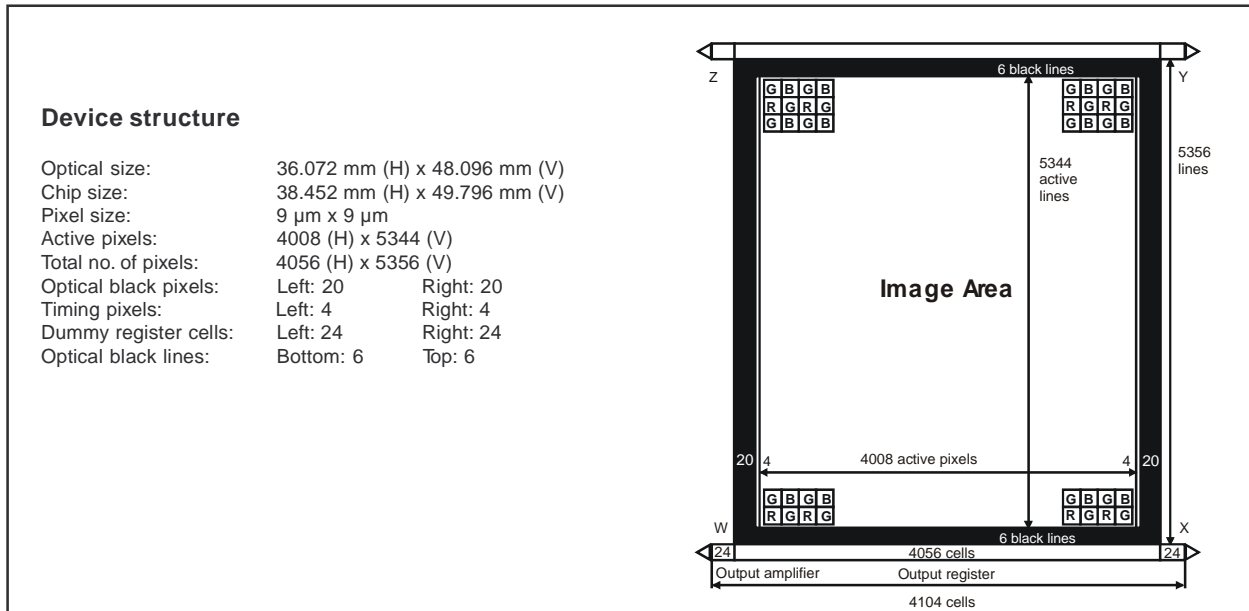 Device structure
Optical size: 36.072 mm (H) x 48.096 mm (V)
Chip size: 38.452 mm (H) x 49.796 mm (V)
Pixel size: 9 µm x 9 µm
Active pixels: 4008 (H) x 5344 (V)
Total no. of pixels: 4056 (H) x 5356 (V)
Optical black pixels: Left: 20 Right: 20
Timing pixels: Left: 4 Right: 4
Dummy register cells: Left: 24 Right: 24
Optical black lines: Bottom: 6 Top: 6
Z 6 black lines Y
G B G B G B G B
R G R G R G R G
G B G B G B G B
5344
active
lines
5356
lines
Image Area
20 4 4008 active pixels 4 20
G B G B G B G B
R G R G R G R G
W 6 black lines X
24 4056 cells 24
Output amplifier Output register
4104 cells